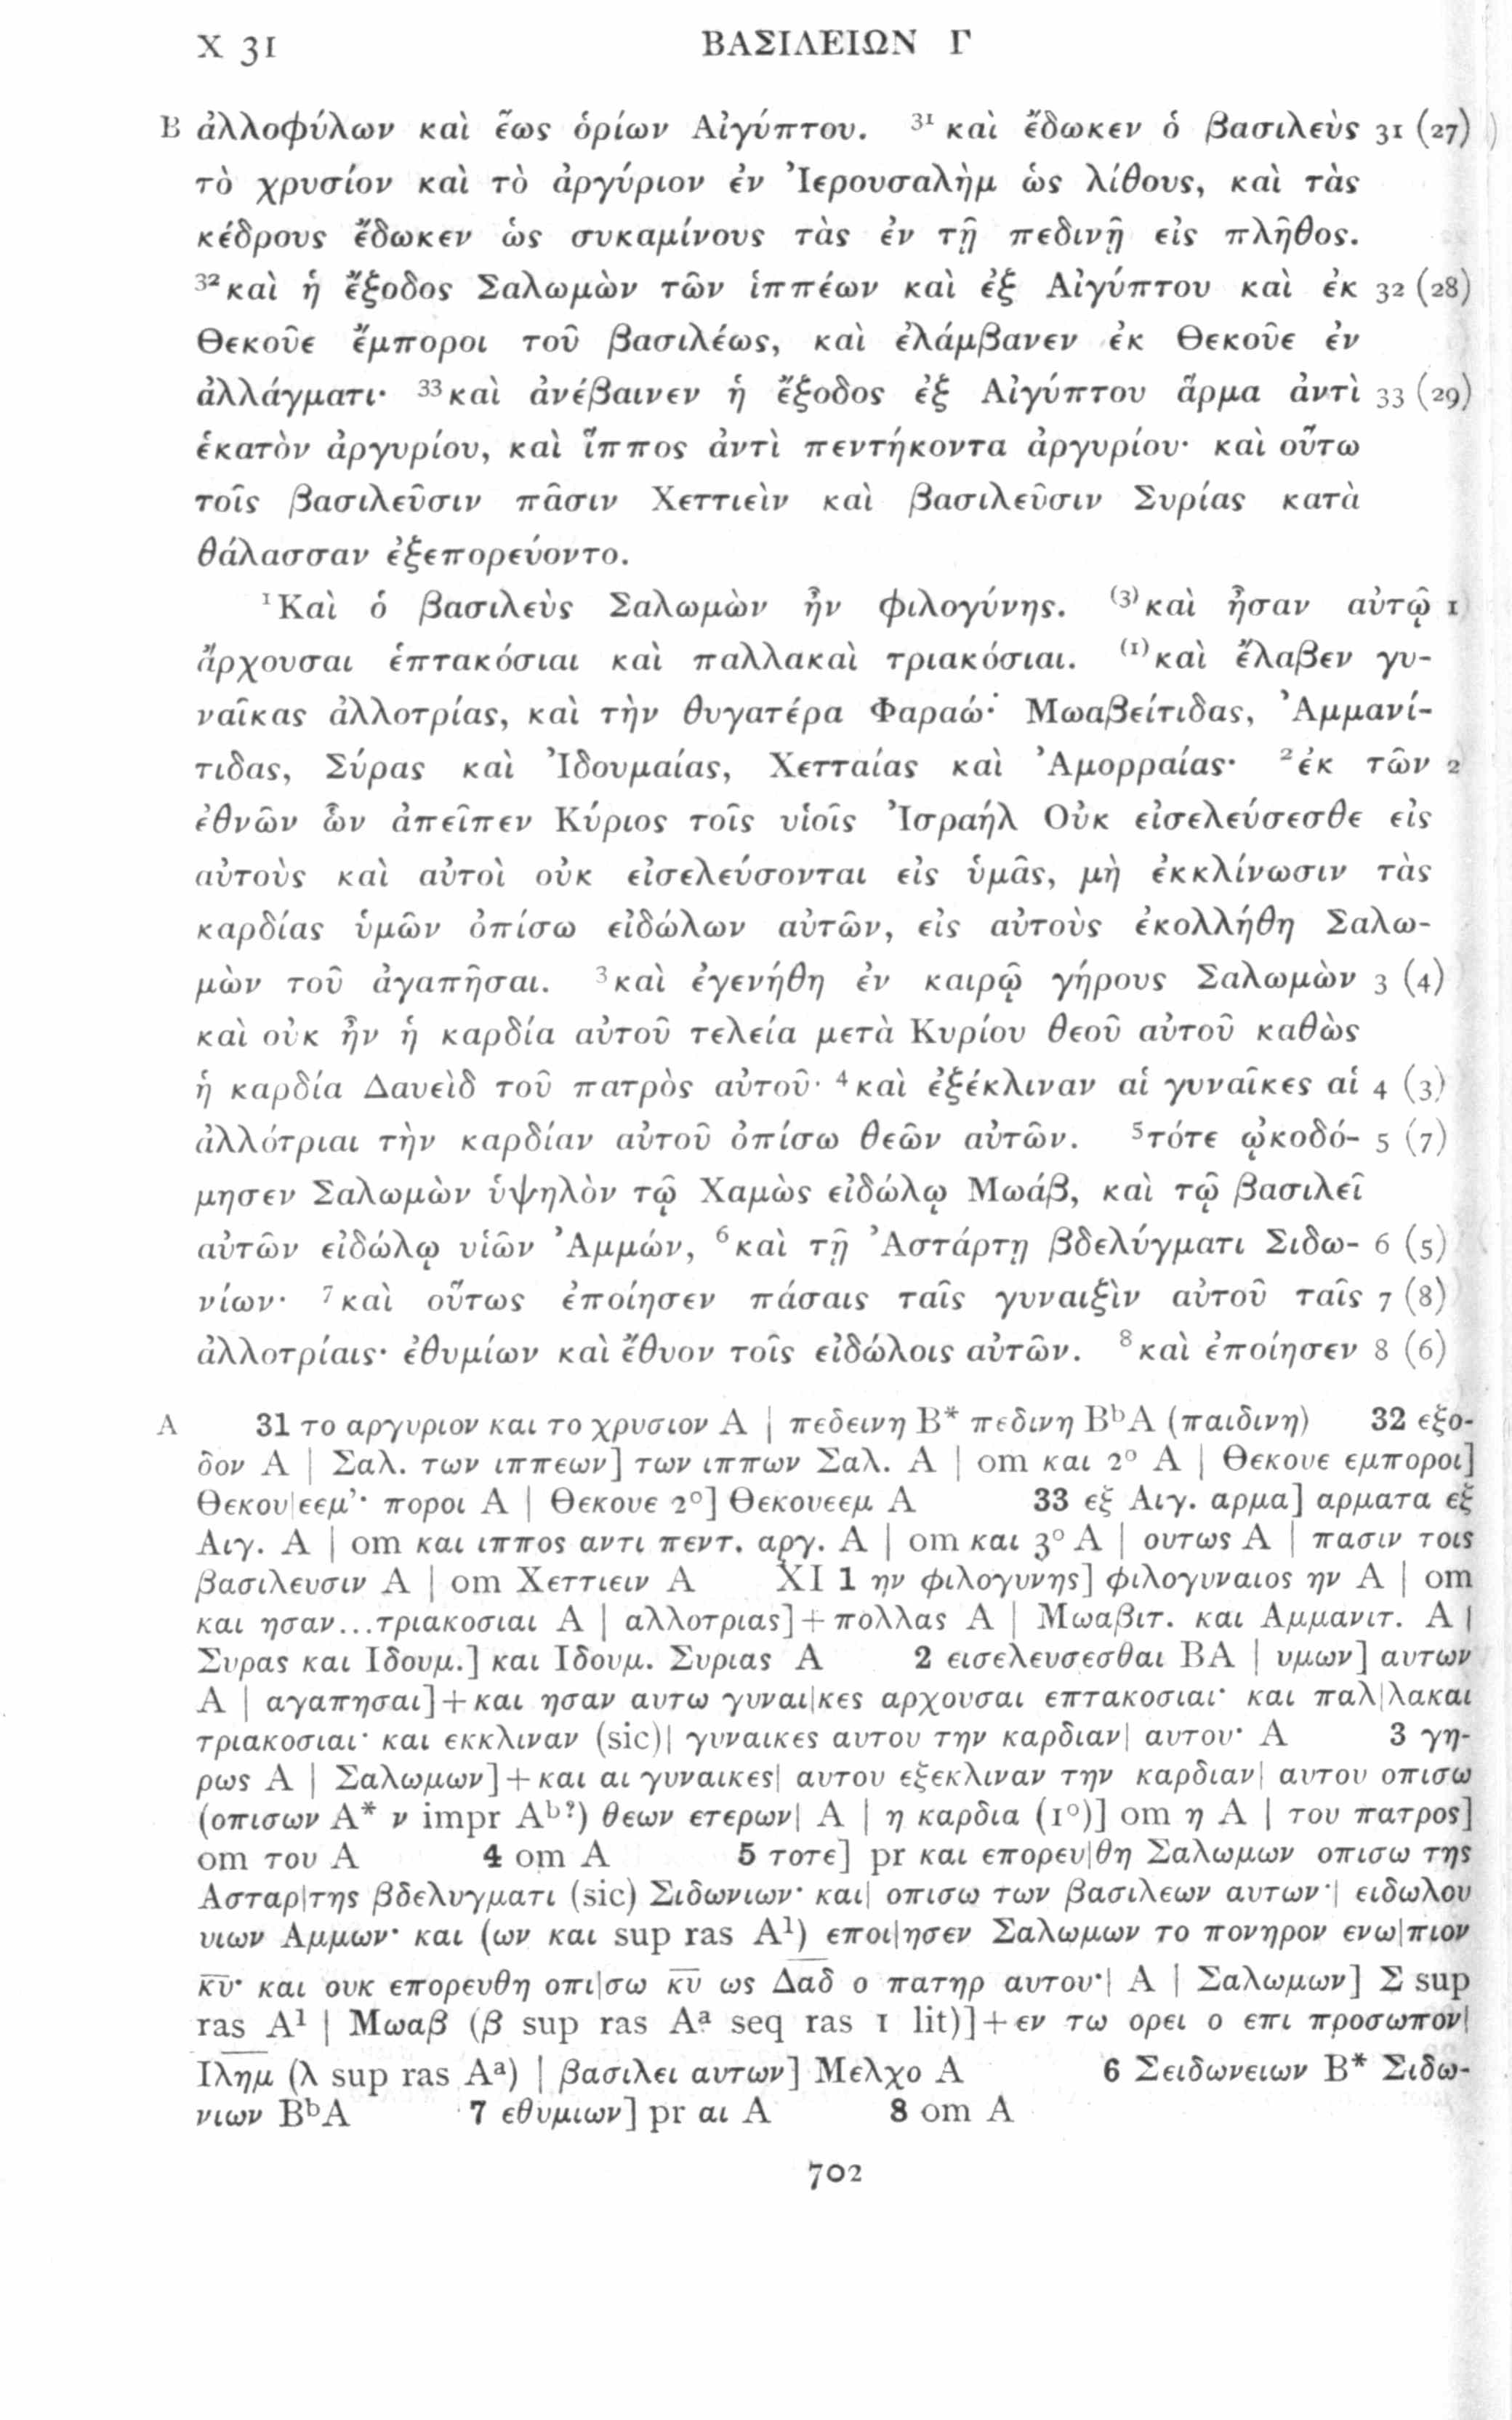 X 31 ΒΑΣΙΛΕΙΩΝ Γ
B ἀλλοφύλων καὶ ἕως ὁρίων Αἰγύπτου. ³¹καὶ ἔδωκεν ὁ βασιλεὺς 31 (27)
τὸ χρυσίον καὶ τὸ ἀργύριον ἐν Ἰερουσαλὴμ ὡς λίθους, καὶ τὰς
κέδρους ἔδωκεν ὡς συκαμίνους τὰς ἐν τῇ πεδινῇ εἰς πλῆθος.
³²καὶ ἡ ἔξοδος Σαλωμὼν τῶν ἱππέων καὶ ἐξ Αἰγύπτου καὶ ἐκ 32 (28)
Θεκοῦε ἔμποροι τοῦ βασιλέως, καὶ ἐλάμβανεν ἐκ Θεκοῦε ἐν
ἀλλάγματι· ³³καὶ ἀνέβαινεν ἡ ἔξοδος ἐξ Αἰγύπτου ἅρμα ἀντὶ 33 (29)
ἑκατὸν ἀργυρίου, καὶ ἵππος ἀντὶ πεντήκοντα ἀργυρίου· καὶ οὕτω
τοῖς βασιλεῦσιν πᾶσιν Χεττιεὶν καὶ βασιλεῦσιν Συρίας κατὰ
θάλασσαν ἐξεπορεύοντο.
¹Καὶ ὁ βασιλεὺς Σαλωμὼν ἦν φιλογύνης. ⁽³⁾καὶ ἦσαν αὐτῷ 1
ἄρχουσαι ἑπτακόσιαι καὶ παλλακαὶ τριακόσιαι. ⁽¹⁾καὶ ἔλαβεν γυ-
ναῖκας ἀλλοτρίας, καὶ τὴν θυγατέρα Φαραώ· Μωαβείτιδας, Ἀμμανί-
τιδας, Σύρας καὶ Ἰδουμαίας, Χετταίας καὶ Ἀμορραίας· ²ἐκ τῶν 2
ἐθνῶν ὧν ἀπεῖπεν Κύριος τοῖς υἱοῖς Ἰσραήλ Οὐκ εἰσελεύσεσθε εἰς
αὐτοὺς καὶ αὐτοὶ οὐκ εἰσελεύσονται εἰς ὑμᾶς, μὴ ἐκκλίνωσιν τὰς
καρδίας ὑμῶν ὀπίσω εἰδώλων αὐτῶν, εἰς αὐτοὺς ἐκολλήθη Σαλω-
μὼν τοῦ ἀγαπῆσαι. ³καὶ ἐγενήθη ἐν καιρῷ γήρους Σαλωμὼν 3 (4)
καὶ οὐκ ἦν ἡ καρδία αὐτοῦ τελεία μετὰ Κυρίου θεοῦ αὐτοῦ καθὼς
ἡ καρδία Δαυεὶδ τοῦ πατρὸς αὐτοῦ· ⁴καὶ ἐξέκλιναν αἱ γυναῖκες αἱ 4 (3)
ἀλλότριαι τὴν καρδίαν αὐτοῦ ὀπίσω θεῶν αὐτῶν. ⁵τότε ᾠκοδό- 5 (7)
μησεν Σαλωμὼν ὑψηλὸν τῷ Χαμὼς εἰδώλῳ Μωάβ, καὶ τῷ βασιλεῖ
αὐτῶν εἰδώλῳ υἱῶν Ἀμμών, ⁶καὶ τῇ Ἀστάρτῃ βδελύγματι Σιδω- 6 (5)
νίων· ⁷καὶ οὕτως ἐποίησεν πάσαις ταῖς γυναιξὶν αὐτοῦ ταῖς 7 (8)
ἀλλοτρίαις· ἐθυμίων καὶ ἔθυον τοῖς εἰδώλοις αὐτῶν. ⁸καὶ ἐποίησεν 8 (6)
A 31 το αργυριον και το χρυσιον A | πεδεινη B* πεδινη BᵇA (παιδινη) 32 εξο-
δον A | Σαλ. των ιππεων] των ιππων Σαλ. A | om και 2º A | Θεκουε εμποροι]
Θεκου|εεμ’· ποροι A | Θεκουε 2º] Θεκουεεμ A 33 εξ Αιγ. αρμα] αρματα εξ
Αιγ. A | om και ιππος αντι πεντ. αργ. A | om και 3º A | ουτως A | πασιν τοις
βασιλευσιν A | om Χεττιειν A XI 1 ην φιλογυνης] φιλογυναιος ην A | om
και ησαν...τριακοσιαι A | αλλοτριας]+πολλας A | Μωαβιτ. και Αμμανιτ. A |
Συρας και Ιδουμ.] και Ιδουμ. Συριας A 2 εισελευσεσθαι BA | υμων] αυτων
A | αγαπησαι]+και ησαν αυτω γυναι|κες αρχουσαι επτακοσιαι· και παλ|λακαι
τριακοσιαι· και εκκλιναν (sic)| γυναικες αυτου την καρδιαν| αυτου· A 3 γη-
ρως A | Σαλωμων]+και αι γυναικες| αυτου εξεκλιναν την καρδιαν| αυτου οπισω
(οπισων A* ν impr Aᵇ?) θεων ετερων| A | η καρδια (1º)] om η A | του πατρος]
om του A 4 om A 5 τοτε] pr και επορευ|θη Σαλωμων οπισω της
Ασταρ|της βδελυγματι (sic) Σιδωνιων· και| οπισω των βασιλεων αυτων·| ειδωλου
υιων Αμμων· και (ων και sup ras A¹) εποι|ησεν Σαλωμων το πονηρον ενω|πιον
κ̅υ̅· και ουκ επορευθη οπι|σω κ̅υ̅ ως Δ̅α̅δ̅ ο πατηρ αυτου·| A | Σαλωμων] Σ sup
ras A¹ | Μωαβ (β sup ras Aᵃ seq ras 1 lit)]+εν τω ορει ο επι προσωπον|
Ι̅λ̅η̅μ̅ (λ sup ras Aᵃ) | βασιλει αυτων] Μελχο A 6 Σειδωνειων B* Σιδω-
νιων BᵇA 7 εθυμιων] pr αι A 8 om A
702